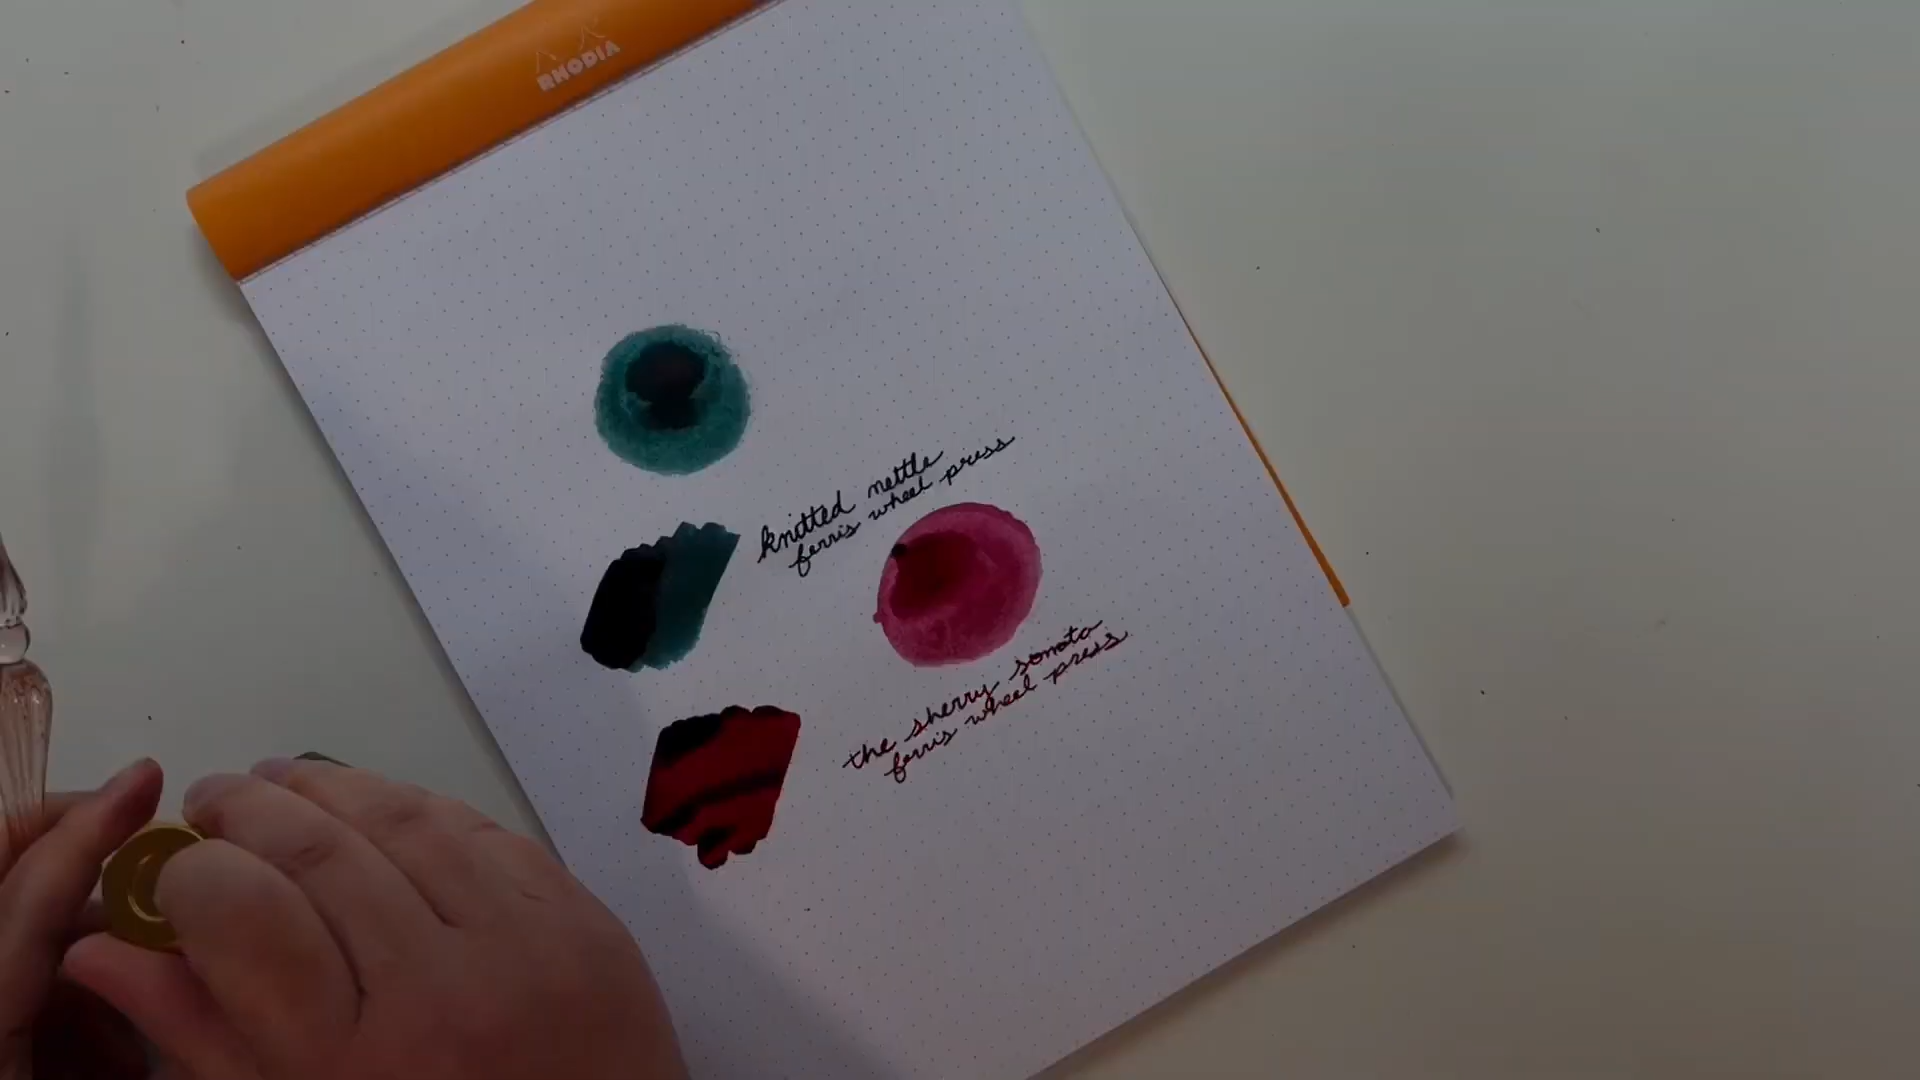 RHODIA
knitted nettle
ferris wheel press
the sherry sonata
ferris wheel press